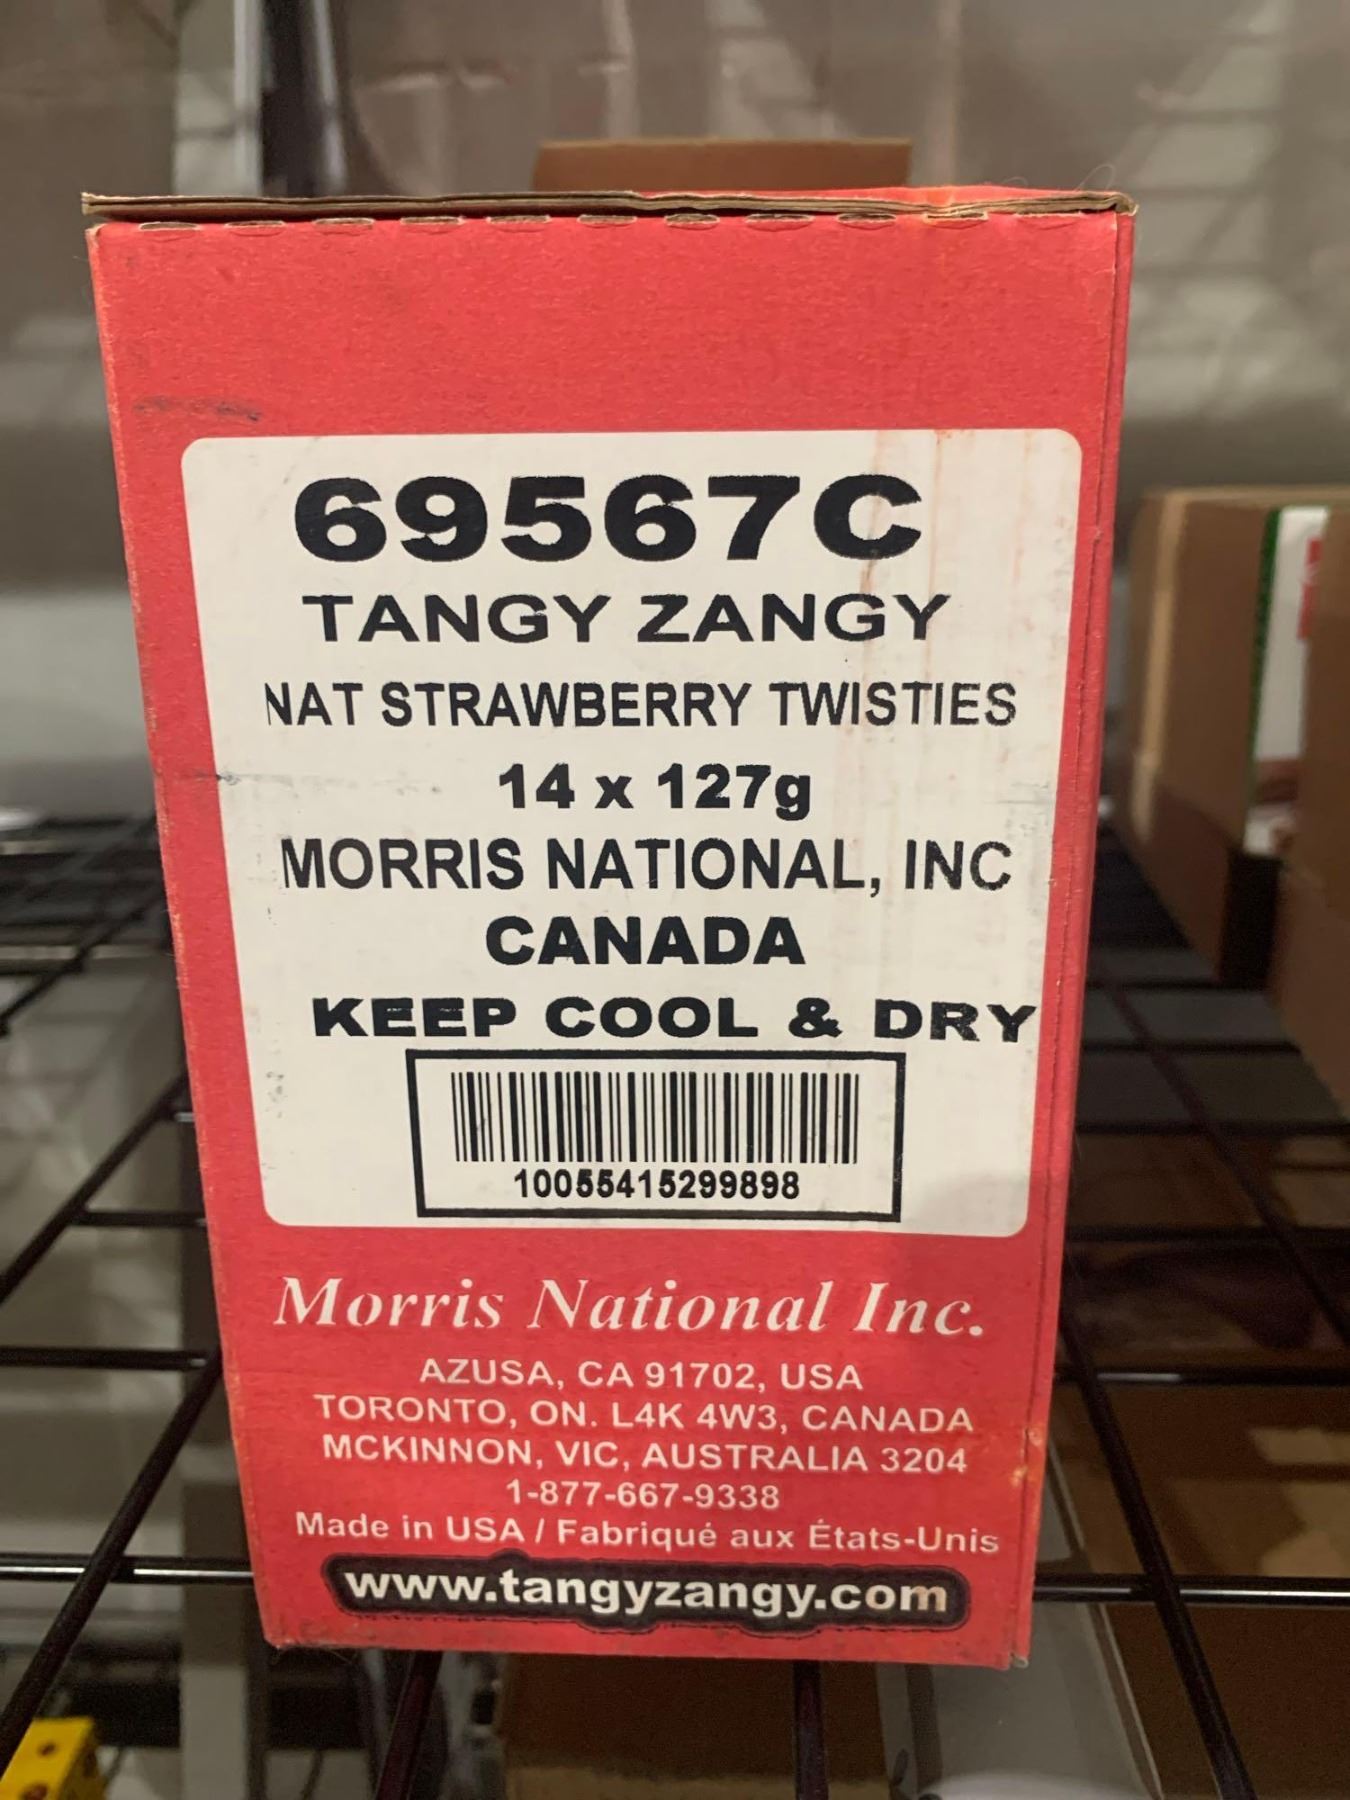 69567C
TANGY ZANGY
NAT STRAWBERRY TWISTIES
14 x 127g
MORRIS NATIONAL, INC
CANADA
KEEP COOL & DRY
10055415299898
Morris National Inc.
AZUSA, CA 91702, USA
TORONTO, ON. L4K 4W3, CANADA
MCKINNON, VIC, AUSTRALIA 3204
1-877-667-9338
Made in USA / Fabriqué aux États-Unis
www.tangyzangy.com